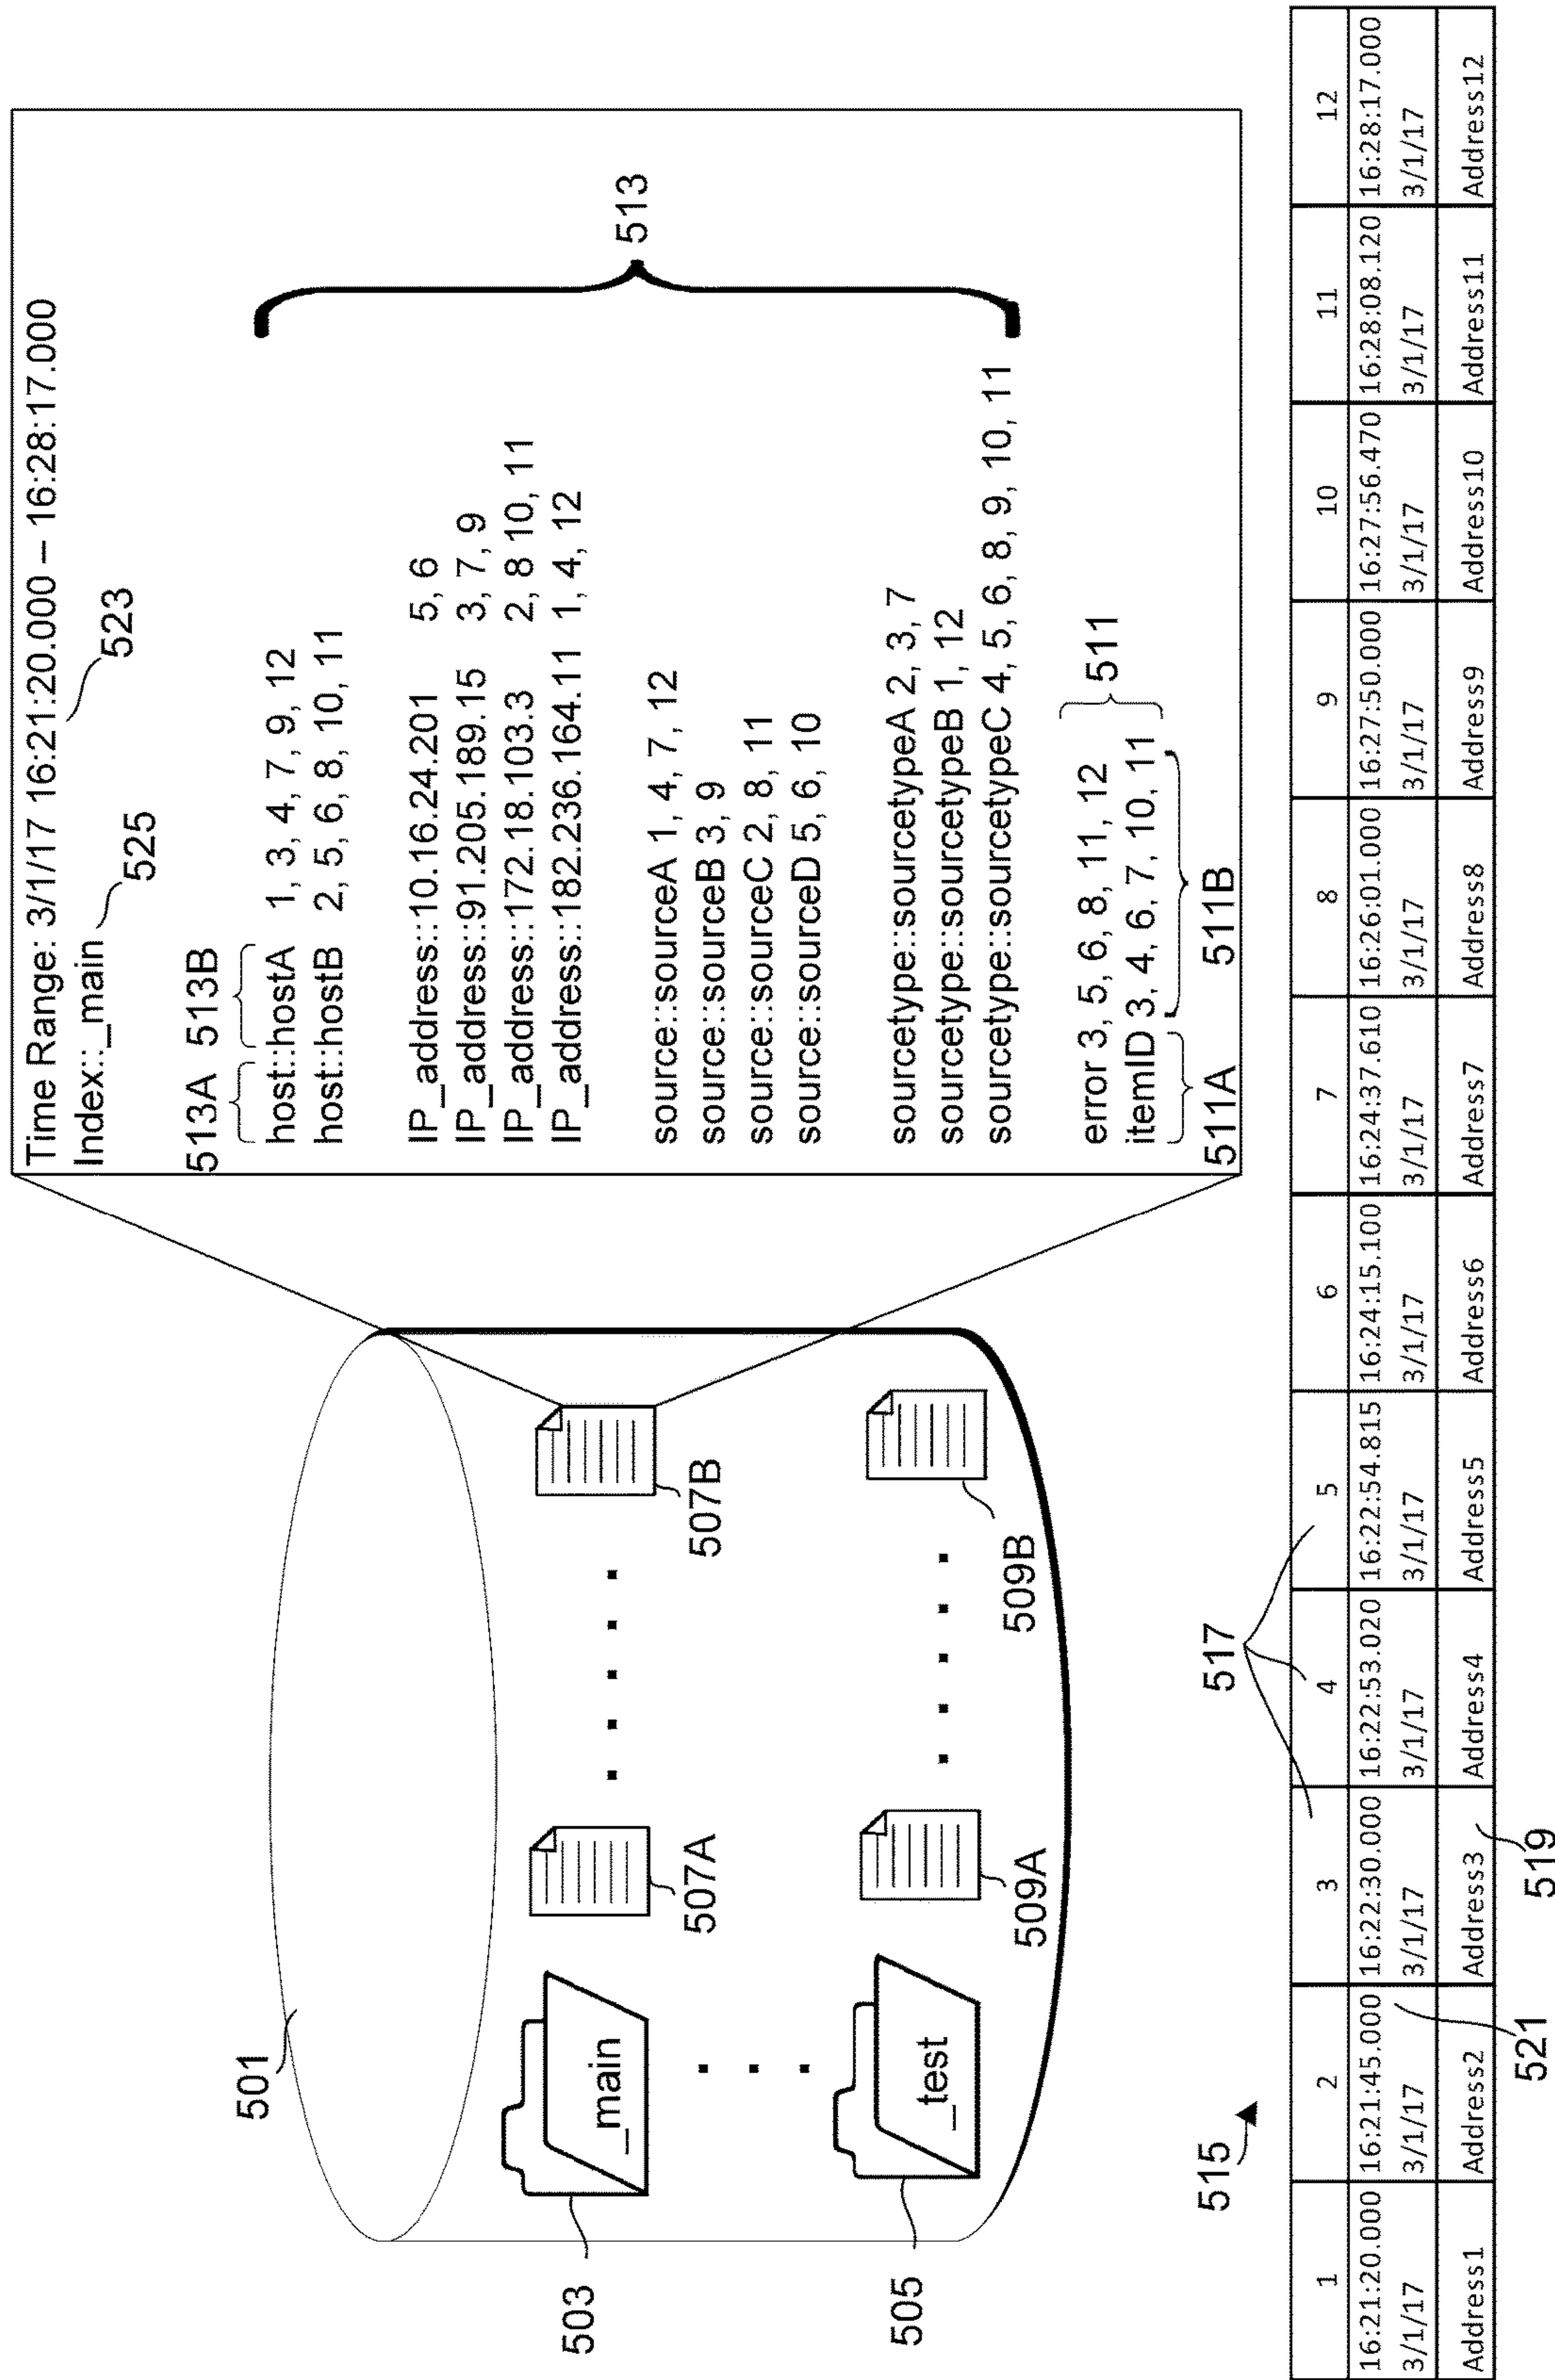 501
503
_main
507A
507B
505
_test
509A
509B
Time Range: 3/1/17 16:21:20.000 – 16:28:17.000
523
Index::_main
525
513A 513B
host::hostA 1, 3, 4, 7, 9, 12
host::hostB 2, 5, 6, 8, 10, 11
IP_address::10.16.24.201 5, 6
IP_address::91.205.189.15 3, 7, 9
IP_address::172.18.103.3 2, 8 10, 11
IP_address::182.236.164.11 1, 4, 12
513
source::sourceA 1, 4, 7, 12
source::sourceB 3, 9
source::sourceC 2, 8, 11
source::sourceD 5, 6, 10
sourcetype::sourcetypeA 2, 3, 7
sourcetype::sourcetypeB 1, 12
sourcetype::sourcetypeC 4, 5, 6, 8, 9, 10, 11
error 3, 5, 6, 8, 11, 12
itemID 3, 4, 6, 7, 10, 11
511
511A
511B
515
517
1 2 3 4 5 6 7 8 9 10 11 12
16:21:20.000 16:21:45.000 16:22:30.000 16:22:53.020 16:22:54.815 16:24:15.100 16:24:37.610 16:26:01.000 16:27:50.000 16:27:56.470 16:28:08.120 16:28:17.000
3/1/17 3/1/17 3/1/17 3/1/17 3/1/17 3/1/17 3/1/17 3/1/17 3/1/17 3/1/17 3/1/17 3/1/17
Address1 Address2 Address3 Address4 Address5 Address6 Address7 Address8 Address9 Address10 Address11 Address12
521
519